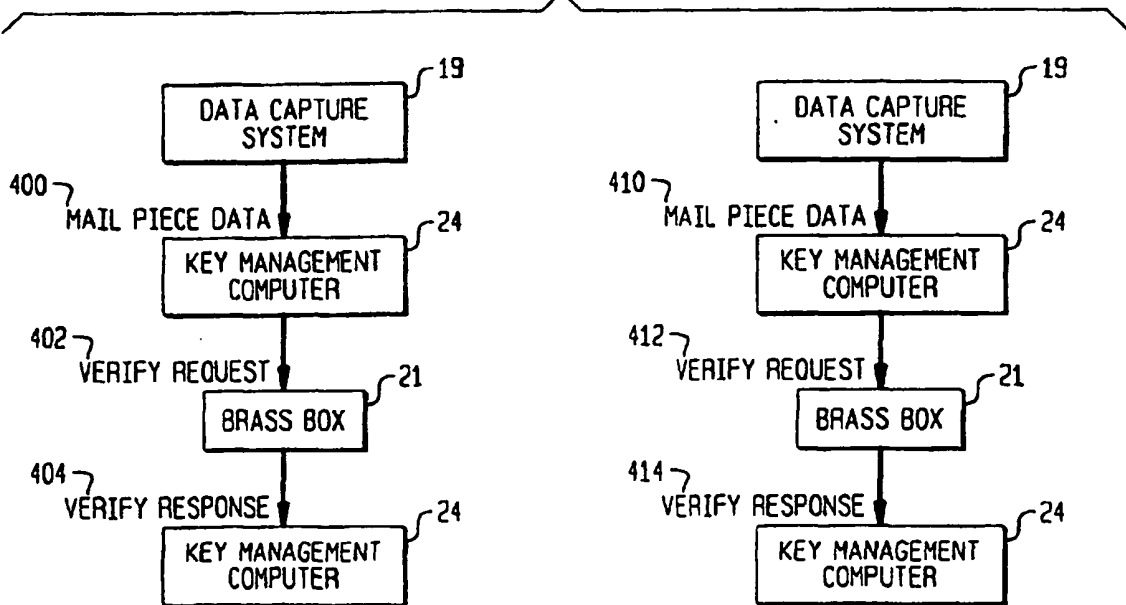 19
DATA CAPTURE
SYSTEM
400
MAIL PIECE DATA
24
KEY MANAGEMENT
COMPUTER
402
VERIFY REQUEST
21
BRASS BOX
404
VERIFY RESPONSE
24
KEY MANAGEMENT
COMPUTER
19
DATA CAPTURE
SYSTEM
410
MAIL PIECE DATA
24
KEY MANAGEMENT
COMPUTER
412
VERIFY REQUEST
21
BRASS BOX
414
VERIFY RESPONSE
24
KEY MANAGEMENT
COMPUTER